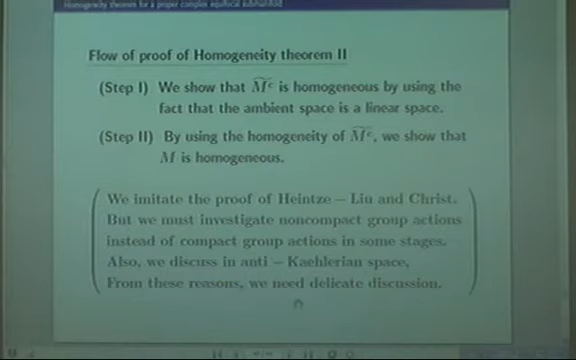 Homogeneity theorem for a proper complex equifocal submanifold
Flow of proof of Homogeneity theorem II
(Step I) We show that M̃ᶜ is homogeneous by using the
fact that the ambient space is a linear space.
(Step II) By using the homogeneity of M̃ᶜ, we show that
M is homogeneous.
We imitate the proof of Heintze − Liu and Christ.
But we must investigate noncompact group actions
instead of compact group actions in some stages.
Also, we discuss in anti − Kaehlerian space,
From these reasons, we need delicate discussion.